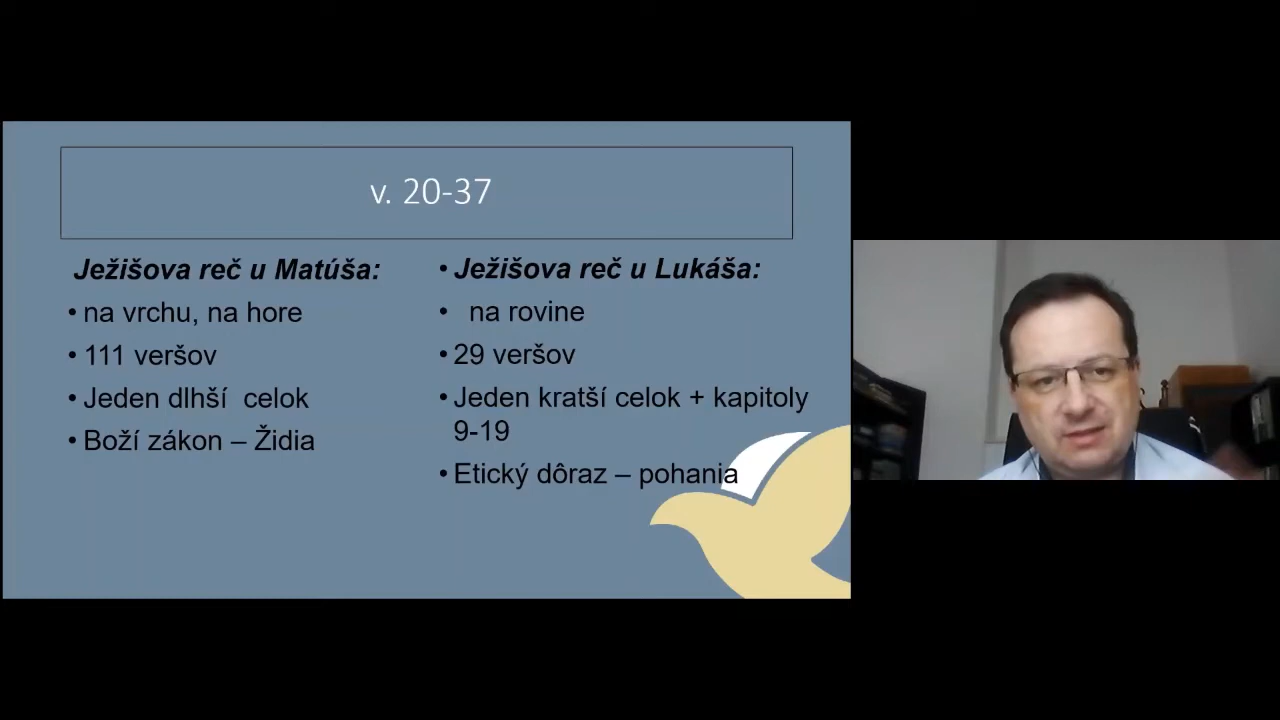 v. 20-37
Ježišova reč u Matúša:
• na vrchu, na hore
• 111 veršov
• Jeden dlhší celok
• Boží zákon – Židia
• Ježišova reč u Lukáša:
• na rovine
• 29 veršov
• Jeden kratší celok + kapitoly
9-19
• Etický dôraz – pohania